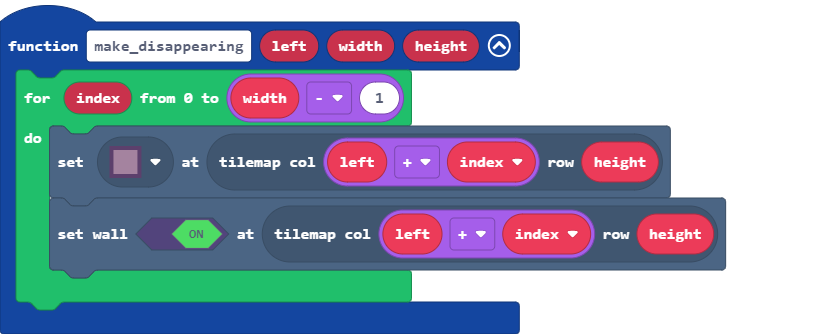 function make_disappearing left width height
for index from 0 to width - 1
do
set at tilemap col left + index row height
set wall ON at tilemap col left + index row height